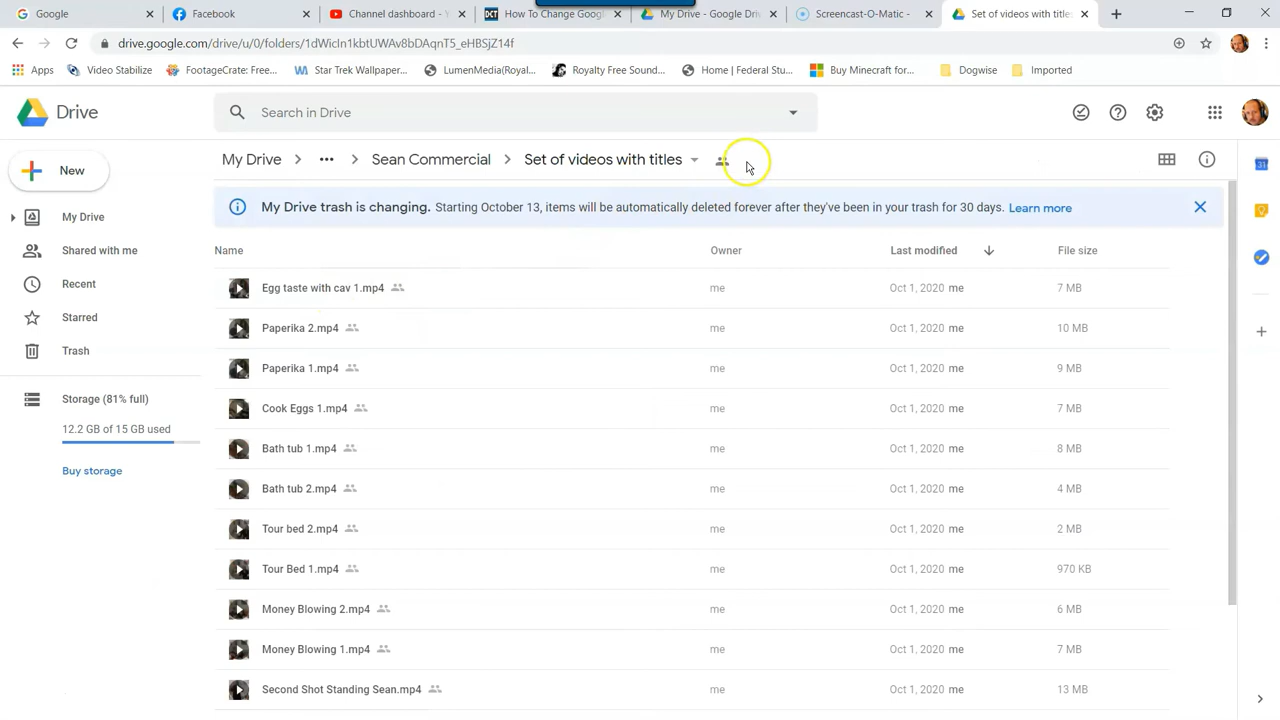 Google
Facebook
Channel dashboard - Y
How To Change Google
My Drive - Google Driv
Screencast-O-Matic -
Set of videos with titles
drive.google.com/drive/u/0/folders/1dWicIn1kbtUWAv8bDAqnT5_eHBSjZ14f
Apps
Video Stabilize
FootageCrate: Free...
Star Trek Wallpaper...
LumenMedia(Royal...
Royalty Free Sound...
Home | Federal Stu...
Buy Minecraft for...
Dogwise
Imported
Drive
Search in Drive
New
My Drive
Sean Commercial
Set of videos with titles
My Drive trash is changing. Starting October 13, items will be automatically deleted forever after they've been in your trash for 30 days. Learn more
My Drive
Shared with me
Recent
Starred
Trash
Storage (81% full)
12.2 GB of 15 GB used
Buy storage
Name Owner Last modified File size
Egg taste with cav 1.mp4 me Oct 1, 2020 me 7 MB
Paperika 2.mp4 me Oct 1, 2020 me 10 MB
Paperika 1.mp4 me Oct 1, 2020 me 9 MB
Cook Eggs 1.mp4 me Oct 1, 2020 me 7 MB
Bath tub 1.mp4 me Oct 1, 2020 me 8 MB
Bath tub 2.mp4 me Oct 1, 2020 me 4 MB
Tour bed 2.mp4 me Oct 1, 2020 me 2 MB
Tour Bed 1.mp4 me Oct 1, 2020 me 970 KB
Money Blowing 2.mp4 me Oct 1, 2020 me 6 MB
Money Blowing 1.mp4 me Oct 1, 2020 me 7 MB
Second Shot Standing Sean.mp4 me Oct 1, 2020 me 13 MB